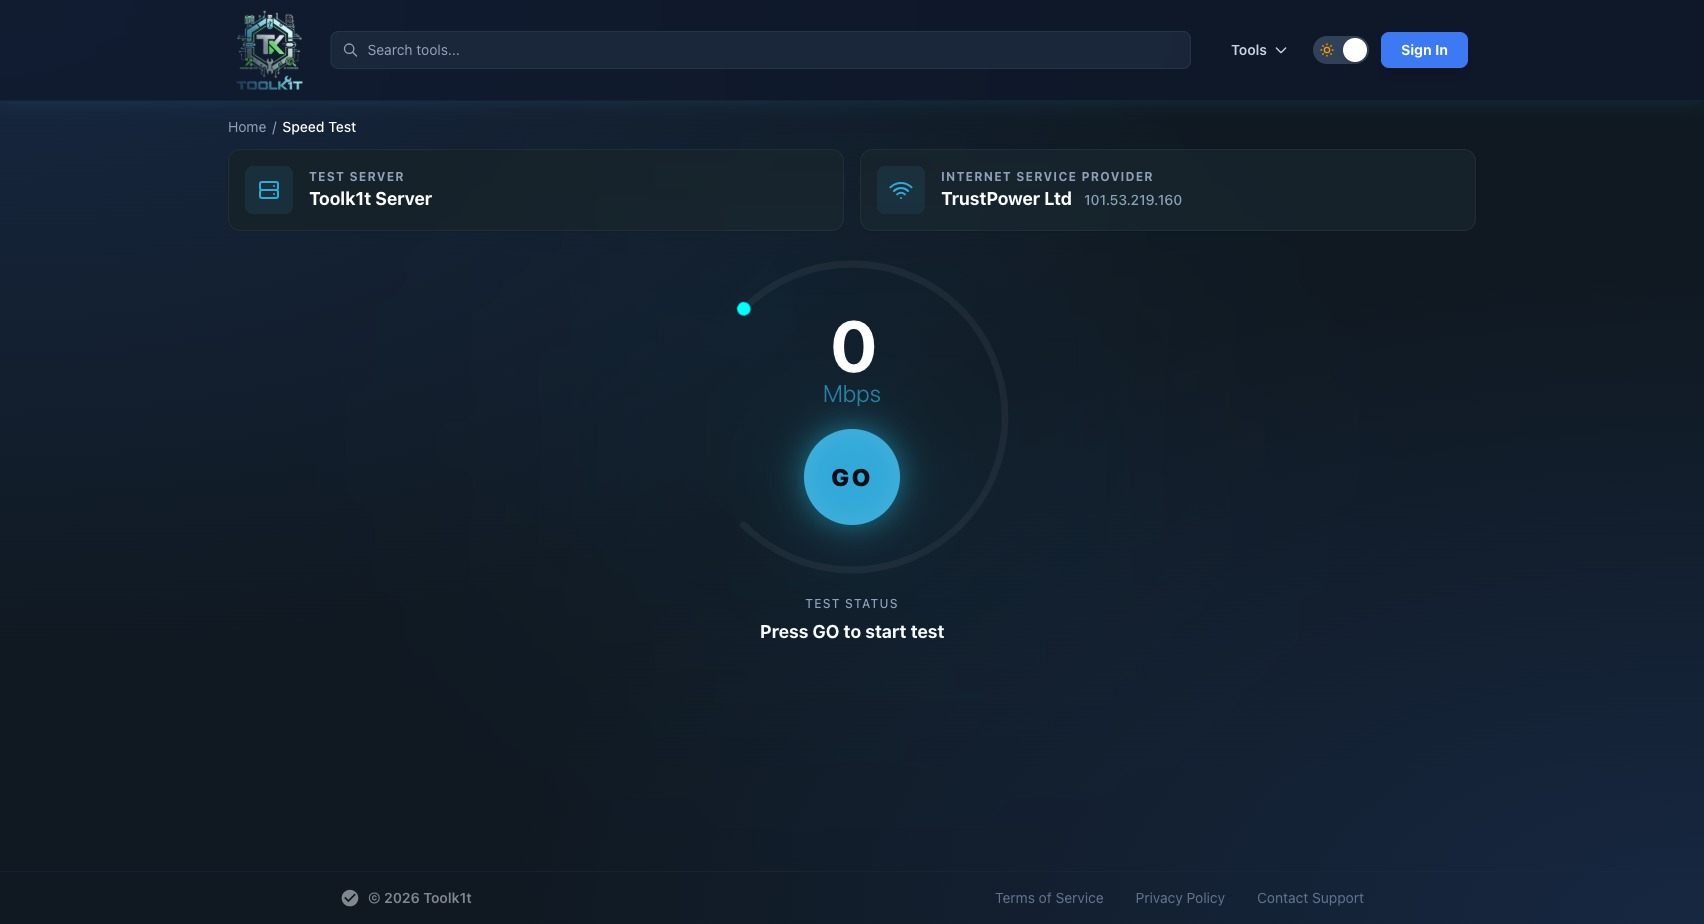 TK
TOOLK1T
Search tools...
Tools
Sign In
Home / Speed Test
TEST SERVER
Toolk1t Server
INTERNET SERVICE PROVIDER
TrustPower Ltd 101.53.219.160
0
Mbps
GO
TEST STATUS
Press GO to start test
© 2026 Toolk1t
Terms of Service
Privacy Policy
Contact Support